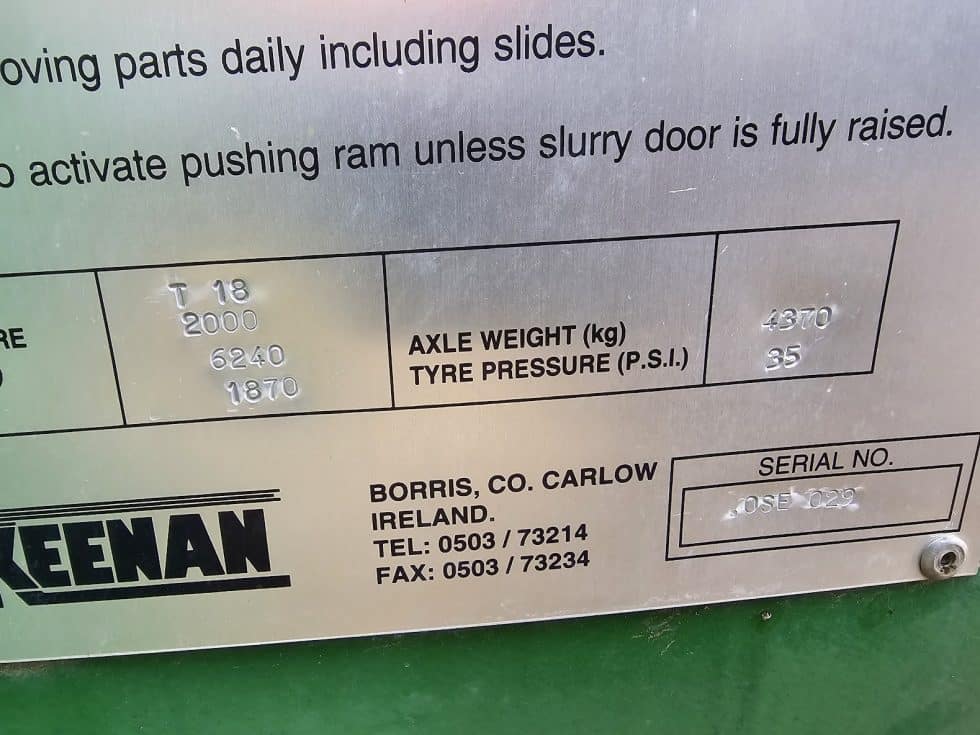 oving parts daily including slides.
o activate pushing ram unless slurry door is fully raised.
T 18
RE 2000
6240
1870
AXLE WEIGHT (kg) 4370
TYRE PRESSURE (P.S.I.) 35
KEENAN
BORRIS, CO. CARLOW
IRELAND.
TEL: 0503 / 73214
FAX: 0503 / 73234
SERIAL NO.
OSE 029